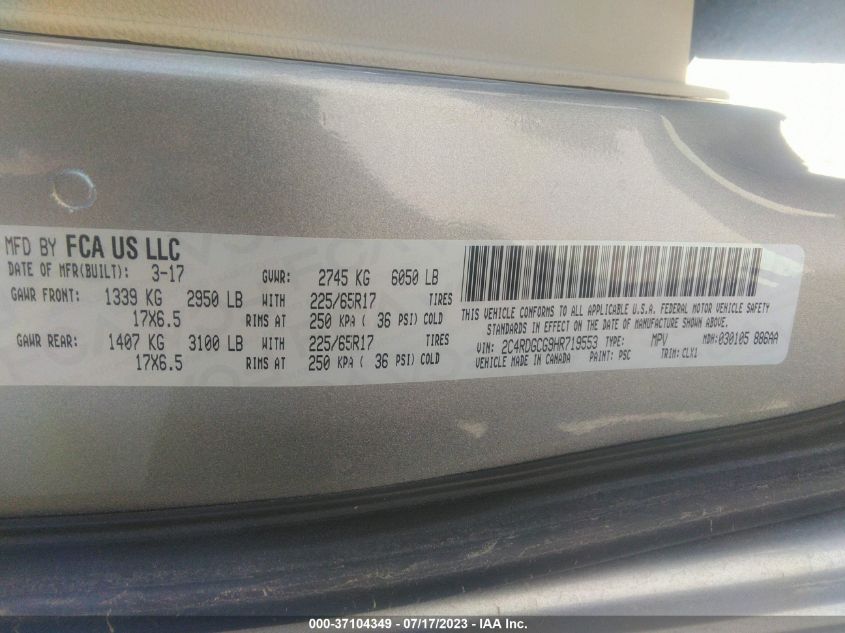 MFD BY FCA US LLC
DATE OF MFR(BUILT): 3-17 GVWR: 2745 KG 6050 LB
GAWR FRONT: 1339 KG 2950 LB WITH 225/65R17 TIRES
17X6.5 RIMS AT 250 KPA ( 36 PSI) COLD
GAWR REAR: 1407 KG 3100 LB WITH 225/65R17 TIRES
17X6.5 RIMS AT 250 KPA ( 36 PSI) COLD
THIS VEHICLE CONFORMS TO ALL APPLICABLE U.S.A. FEDERAL MOTOR VEHICLE SAFETY
STANDARDS IN EFFECT ON THE DATE OF MANUFACTURE SHOWN ABOVE.
VIN: 2C4RDGCG9HR719553 TYPE: MPV MDH:030105 886AA
VEHICLE MADE IN CANADA PAINT: PSC TRIM: CLX1
000-37104349 - 07/17/2023 - IAA Inc.